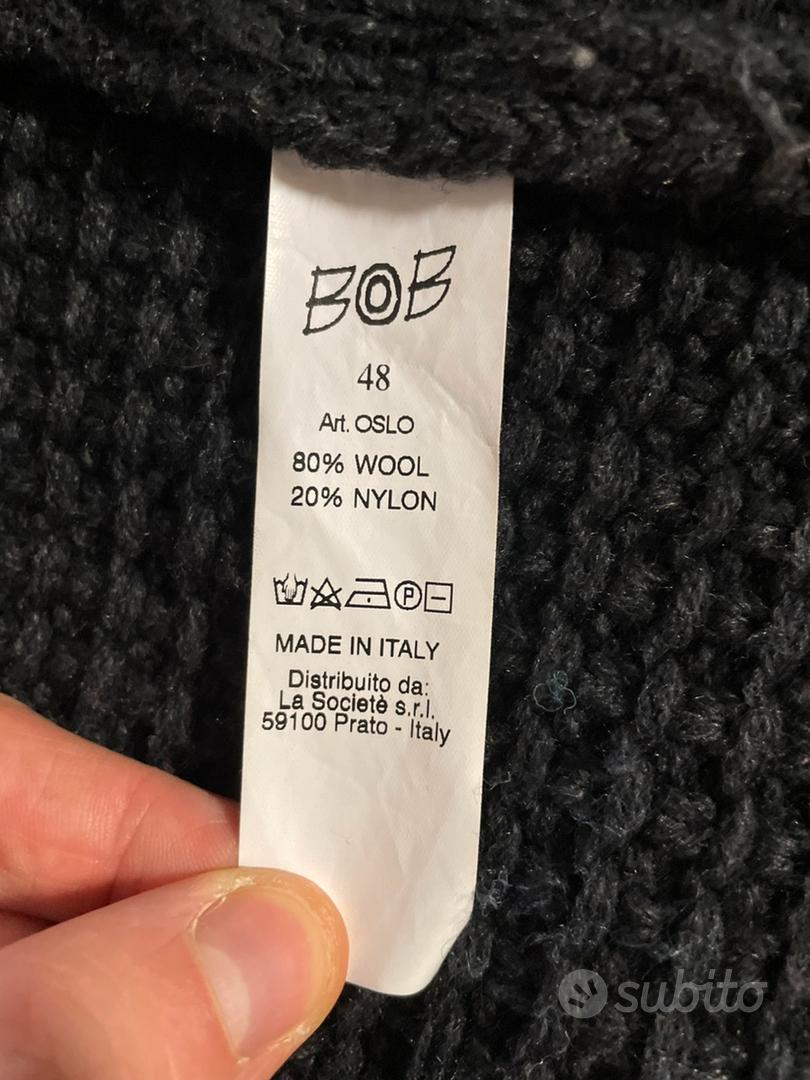 BOB
48
Art. OSLO
80% WOOL
20% NYLON
P
MADE IN ITALY
Distribuito da:
La Societè s.r.l.
59100 Prato - Italy
subito